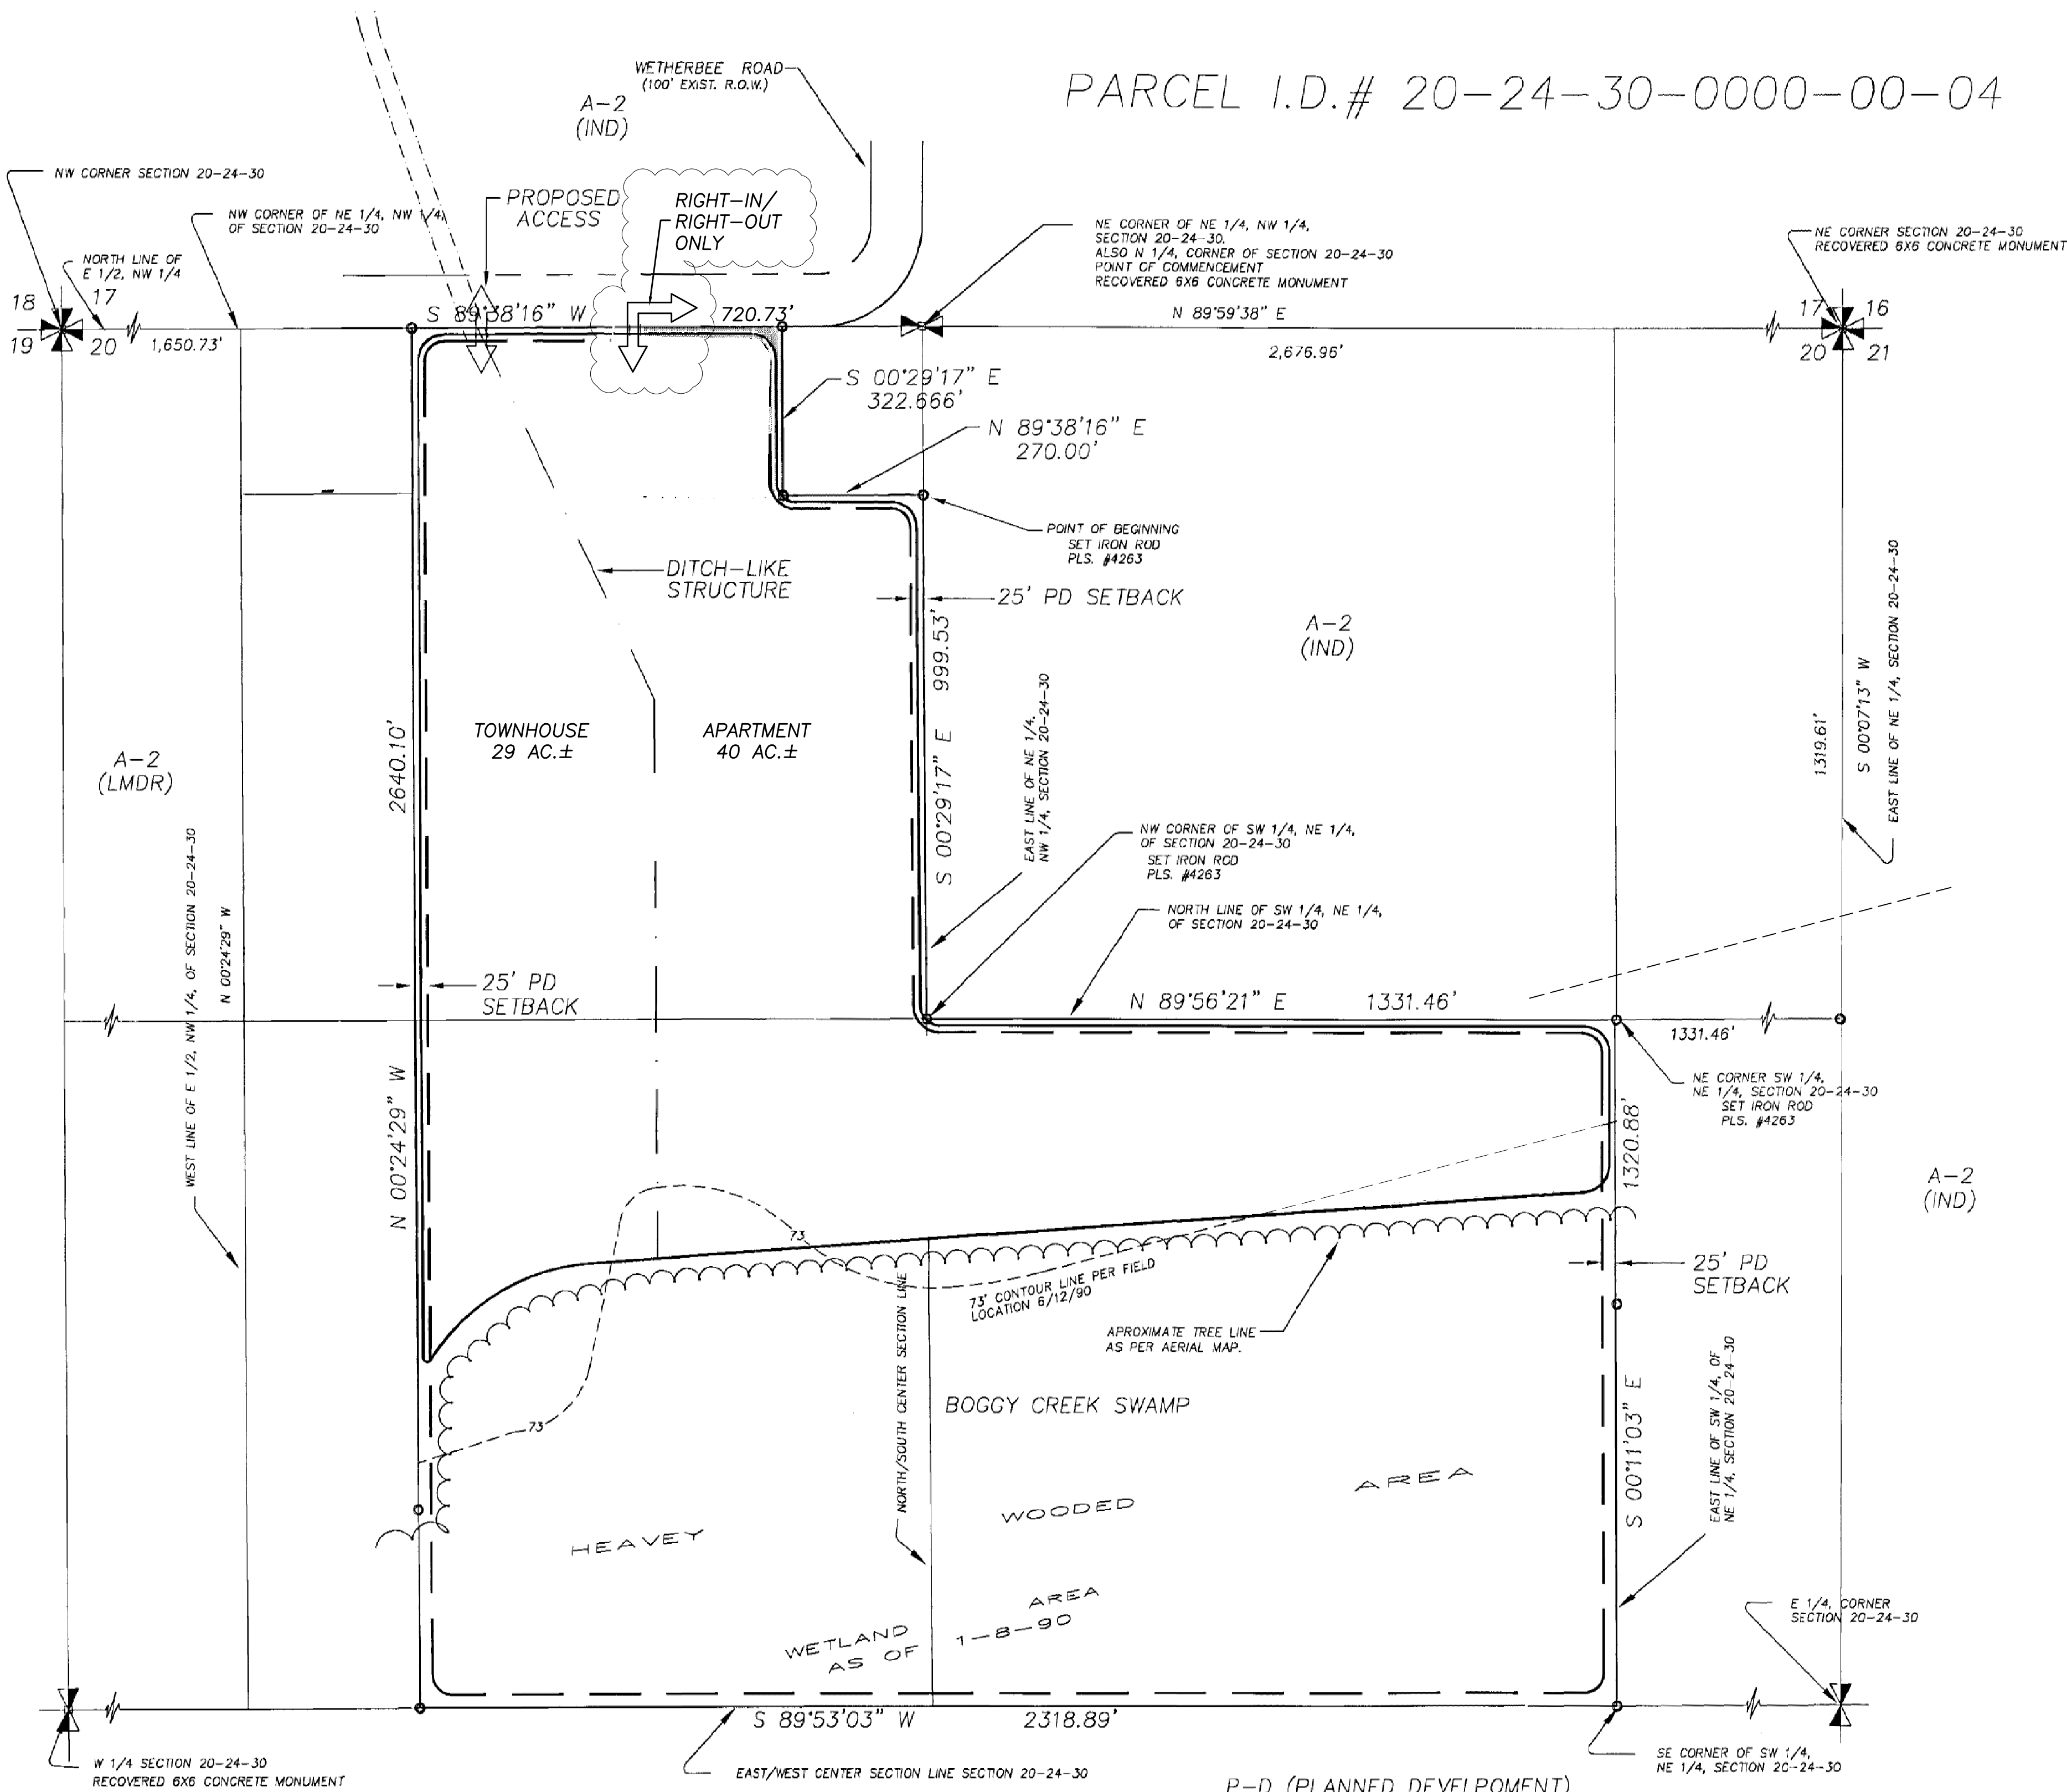 PARCEL I.D.# 20-24-30-0000-00-04
WETHERBEE ROAD
(100' EXIST. R.O.W.)
A-2
(IND)
NW CORNER SECTION 20-24-30
NW CORNER OF NE 1/4, NW 1/4,
OF SECTION 20-24-30
NORTH LINE OF
E 1/2, NW 1/4
PROPOSED
ACCESS
RIGHT-IN/
RIGHT-OUT
ONLY
NE CORNER OF NE 1/4, NW 1/4,
SECTION 20-24-30.
ALSO N 1/4, CORNER OF SECTION 20-24-30
POINT OF COMMENCEMENT
RECOVERED 6X6 CONCRETE MONUMENT
NE CORNER SECTION 20-24-30
RECOVERED 6X6 CONCRETE MONUMENT
18 17
19 20
1,650.73'
S 89°38'16" W 720.73'
N 89°59'38" E
2,676.96'
17 16
20 21
S 00°29'17" E
322.666'
N 89°38'16" E
270.00'
POINT OF BEGINNING
SET IRON ROD
PLS. #4263
DITCH-LIKE
STRUCTURE
25' PD SETBACK
A-2
(IND)
999.53'
S 00°29'17" E
EAST LINE OF NE 1/4,
NW 1/4, SECTION 20-24-30
EAST LINE OF NE 1/4, SECTION 20-24-30
S 00°07'13" W
1319.61'
TOWNHOUSE
29 AC.±
APARTMENT
40 AC.±
A-2
(LMDR)
2640.10'
WEST LINE OF E 1/2, NW 1/4, OF SECTION 20-24-30
N 00°24'29" W
NW CORNER OF SW 1/4, NE 1/4,
OF SECTION 20-24-30
SET IRON ROD
PLS. #4263
NORTH LINE OF SW 1/4, NE 1/4,
OF SECTION 20-24-30
25' PD
SETBACK
N 89°56'21" E 1331.46'
1331.46'
NE CORNER SW 1/4,
NE 1/4, SECTION 20-24-30
SET IRON ROD
PLS. #4263
N 00°24'29" W
1320.88'
A-2
(IND)
73
73' CONTOUR LINE PER FIELD
LOCATION 6/12/90
25' PD
SETBACK
APROXIMATE TREE LINE
AS PER AERIAL MAP.
NORTH/SOUTH CENTER SECTION LINE
BOGGY CREEK SWAMP
73
S 00°11'03" E
EAST LINE OF SW 1/4, OF
NE 1/4, SECTION 20-24-30
HEAVEY WOODED AREA
WETLAND AREA
AS OF 1-8-90
E 1/4, CORNER
SECTION 20-24-30
S 89°53'03" W 2318.89'
W 1/4 SECTION 20-24-30
RECOVERED 6X6 CONCRETE MONUMENT
EAST/WEST CENTER SECTION LINE SECTION 20-24-30
SE CORNER OF SW 1/4,
NE 1/4, SECTION 20-24-30
P-D (PLANNED DEVELPOMENT)